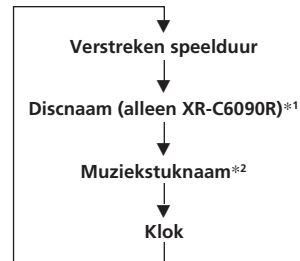 Verstreken speelduur
Discnaam (alleen XR-C6090R)*1
Muziekstuknaam*2
Klok